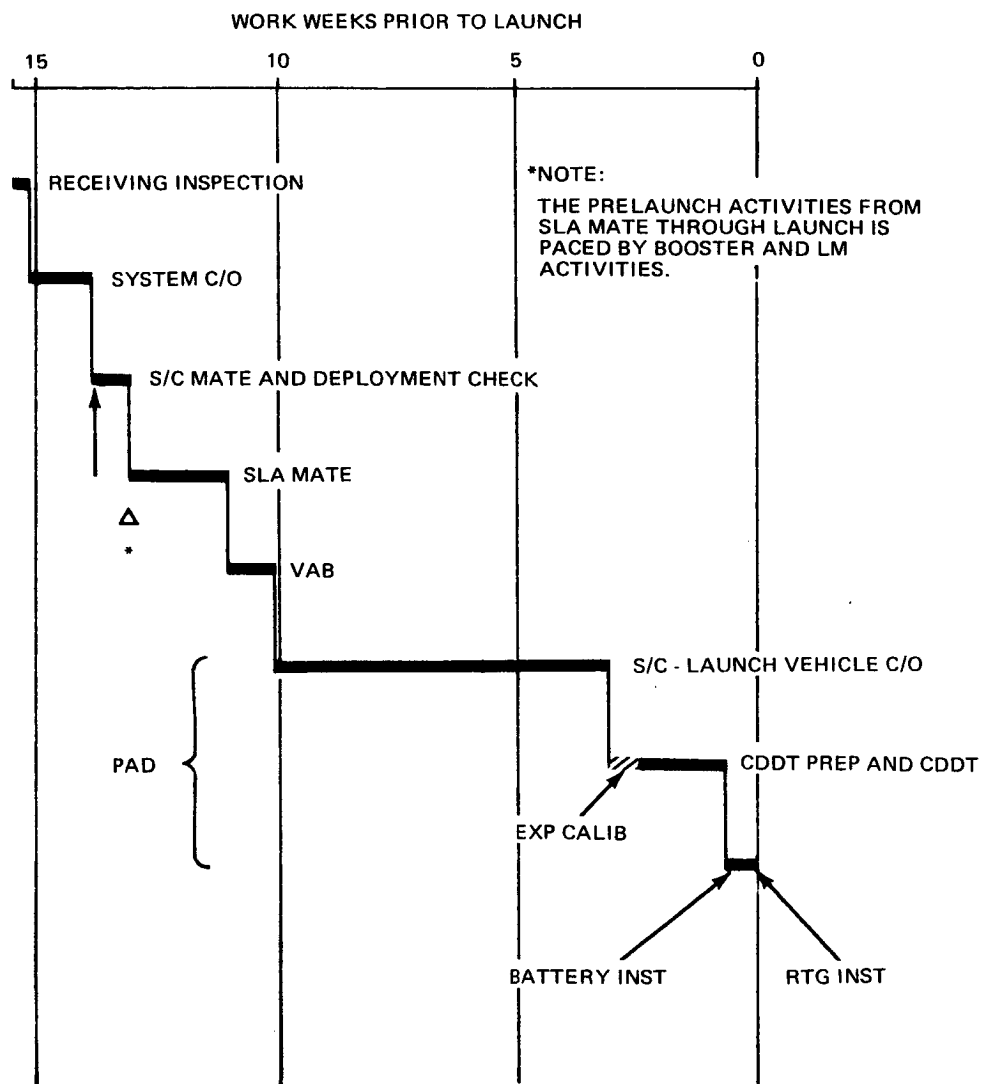 WORK WEEKS PRIOR TO LAUNCH
15 10 5 0
RECEIVING INSPECTION
*NOTE:
THE PRELAUNCH ACTIVITIES FROM
SLA MATE THROUGH LAUNCH IS
PACED BY BOOSTER AND LM
ACTIVITIES.
SYSTEM C/O
S/C MATE AND DEPLOYMENT CHECK
SLA MATE
Δ
*
VAB
S/C - LAUNCH VEHICLE C/O
PAD
CDDT PREP AND CDDT
EXP CALIB
BATTERY INST
RTG INST